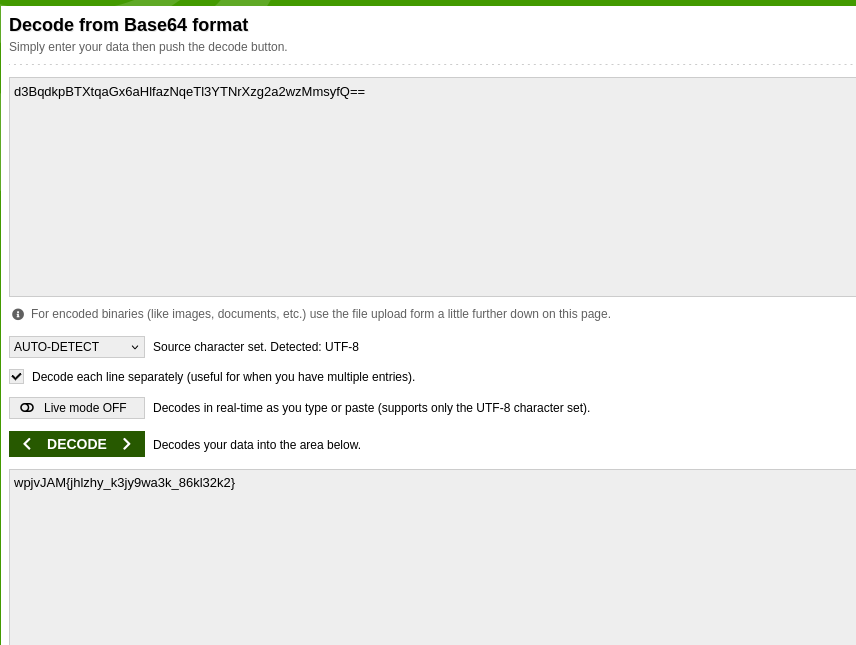 Decode from Base64 format
Simply enter your data then push the decode button.
d3BqdkpBTXtqaGx6aHlfazNqeTl3YTNrXzg2a2wzMmsyfQ==
For encoded binaries (like images, documents, etc.) use the file upload form a little further down on this page.
AUTO-DETECT Source character set. Detected: UTF-8
Decode each line separately (useful for when you have multiple entries).
Live mode OFF Decodes in real-time as you type or paste (supports only the UTF-8 character set).
DECODE Decodes your data into the area below.
wpjvJAM{jhlzhy_k3jy9wa3k_86kl32k2}